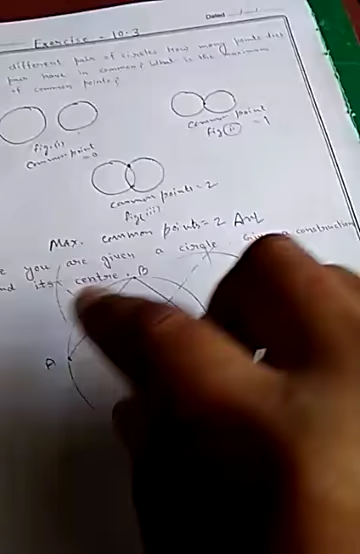 Dated
Exercise - 10.3
different pair of circles. How many points does
pair have in common? What is the maximum
of common points?
fig(i)
common point
= 0
common point
fig(ii) = 1
common points = 2
fig(iii)
Max. common points = 2 Ans
you are given a circle. Give a construction
its centre.
B
A